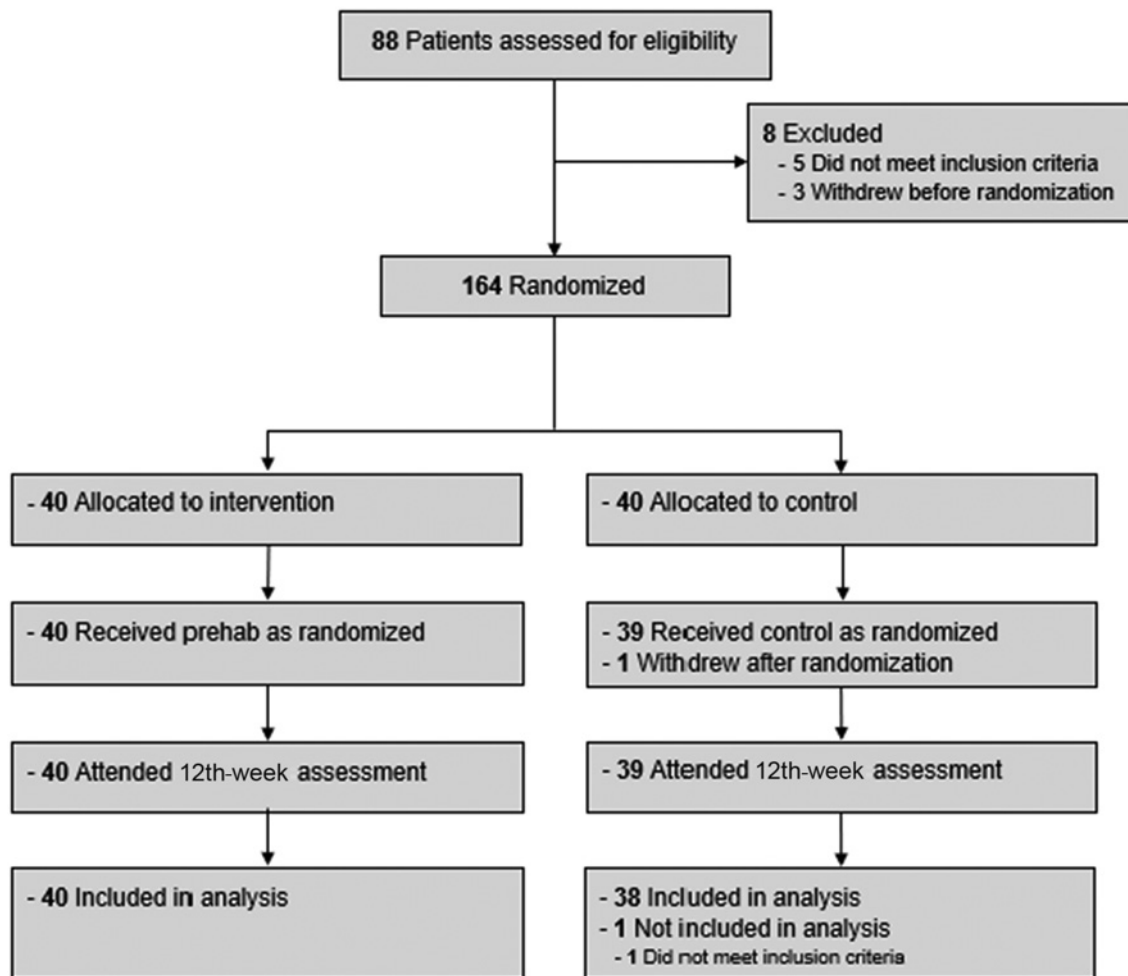 88 Patients assessed for eligibility
8 Excluded
- 5 Did not meet inclusion criteria
- 3 Withdrew before randomization
164 Randomized
- 40 Allocated to intervention
- 40 Allocated to control
- 40 Received prehab as randomized
- 39 Received control as randomized
- 1 Withdrew after randomization
- 40 Attended 12th-week assessment
- 39 Attended 12th-week assessment
- 40 Included in analysis
- 38 Included in analysis
- 1 Not included in analysis
- 1 Did not meet inclusion criteria